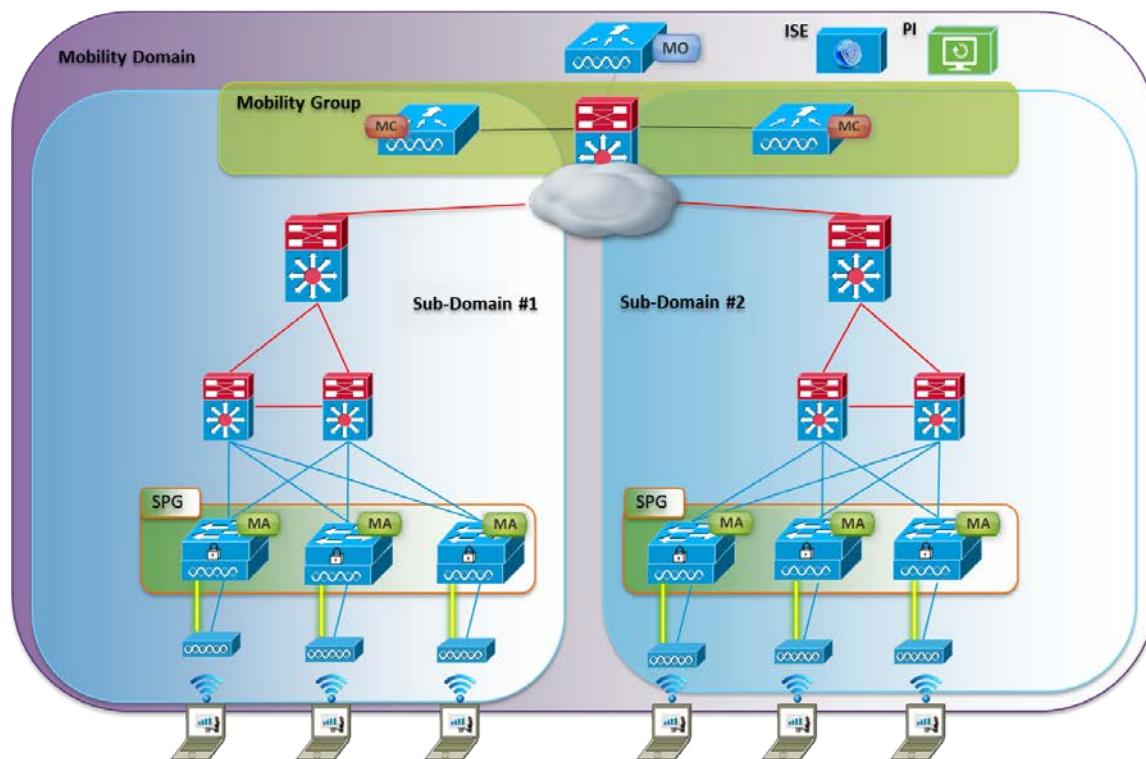 MO
ISE
PI
Mobility Domain
Mobility Group
MC
MC
Sub-Domain #1
Sub-Domain #2
SPG
MA
MA
MA
SPG
MA
MA
MA